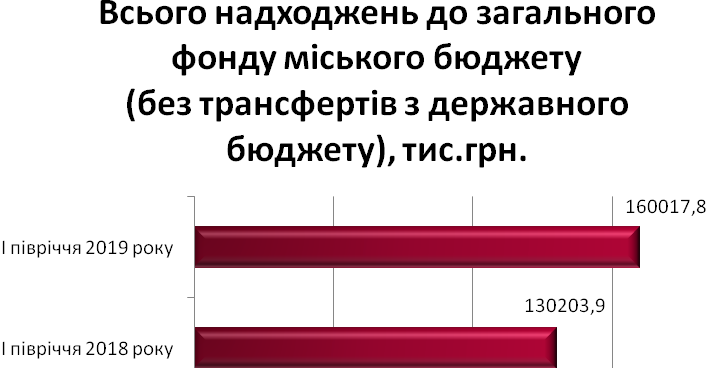 Всього надходжень до загального
фонду міського бюджету
(без трансфертів з державного
бюджету), тис.грн.
160017,8
І півріччя 2019 року
130203,9
І півріччя 2018 року